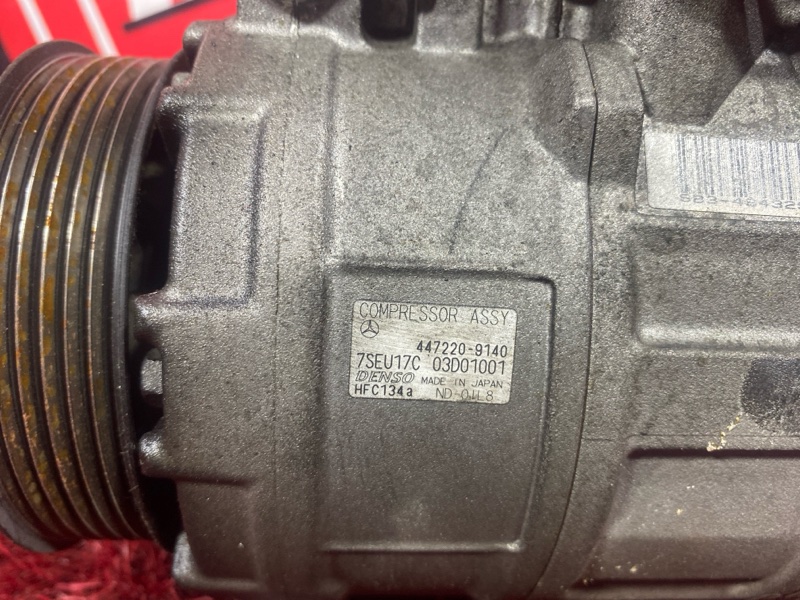 COMPRESSOR ASSY
447220-9140
7SEU17C 03D01001
DENSO MADE IN JAPAN
HFC134a ND-OIL8